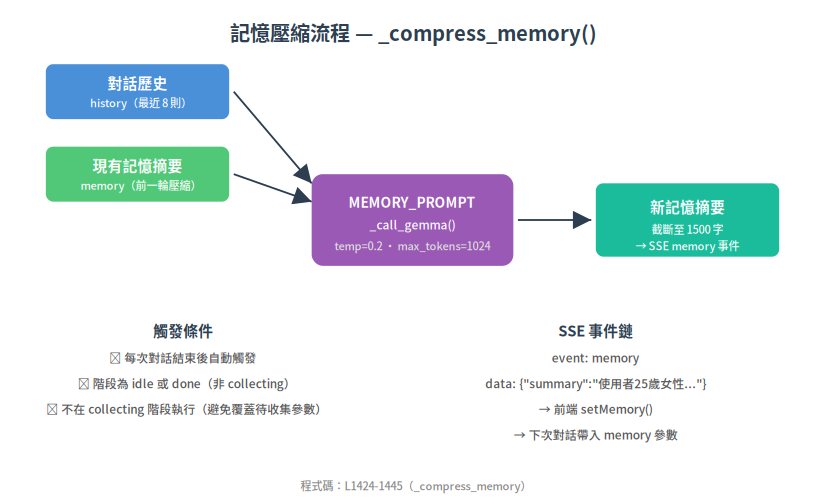 記憶壓縮流程 — _compress_memory()
對話歷史
history（最近 8 則）
現有記憶摘要
memory（前一輪壓縮）
MEMORY_PROMPT
_call_gemma()
temp=0.2 · max_tokens=1024
新記憶摘要
截斷至 1500 字
→ SSE memory 事件
觸發條件
每次對話結束後自動觸發
階段為 idle 或 done（非 collecting）
不在 collecting 階段執行（避免覆蓋待收集參數）
SSE 事件鏈
event: memory
data: {"summary":"使用者25歲女性…"}
→ 前端 setMemory()
→ 下次對話帶入 memory 參數
程式碼：L1424-1445（_compress_memory）